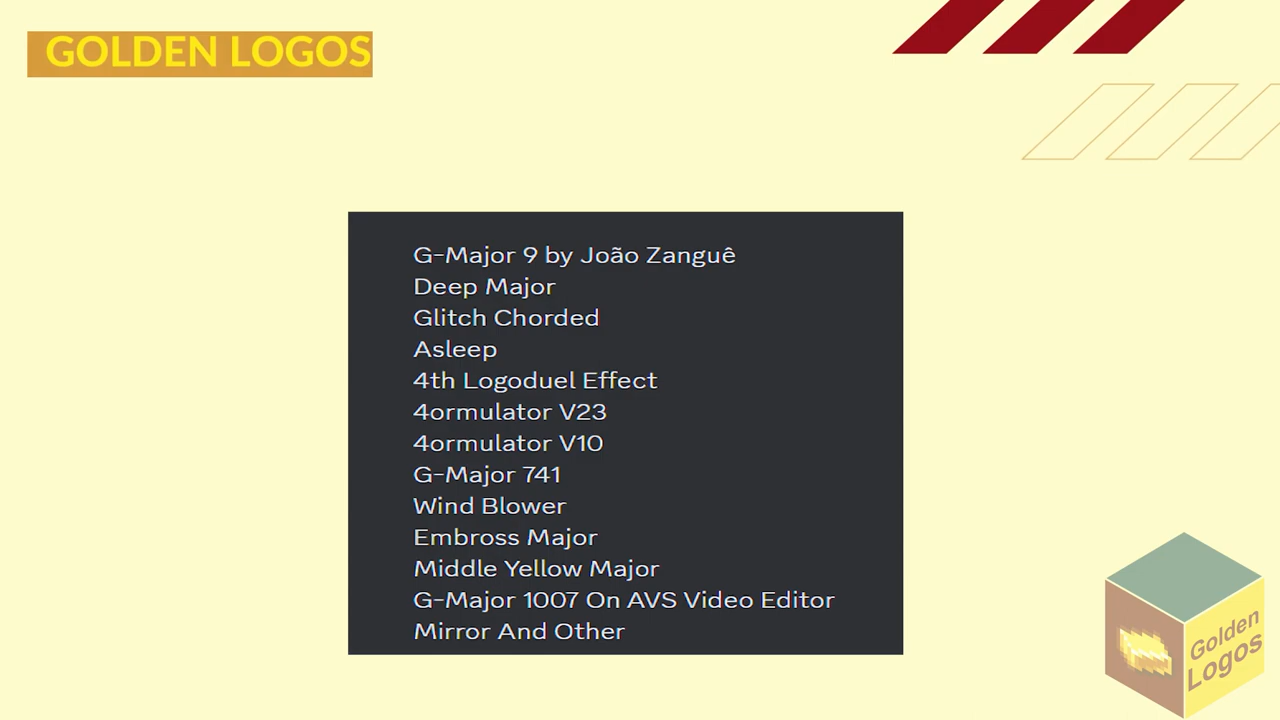 GOLDEN LOGOS
G-Major 9 by João Zanguê
Deep Major
Glitch Chorded
Asleep
4th Logoduel Effect
4ormulator V23
4ormulator V10
G-Major 741
Wind Blower
Embross Major
Middle Yellow Major
G-Major 1007 On AVS Video Editor
Mirror And Other
Golden
Logos